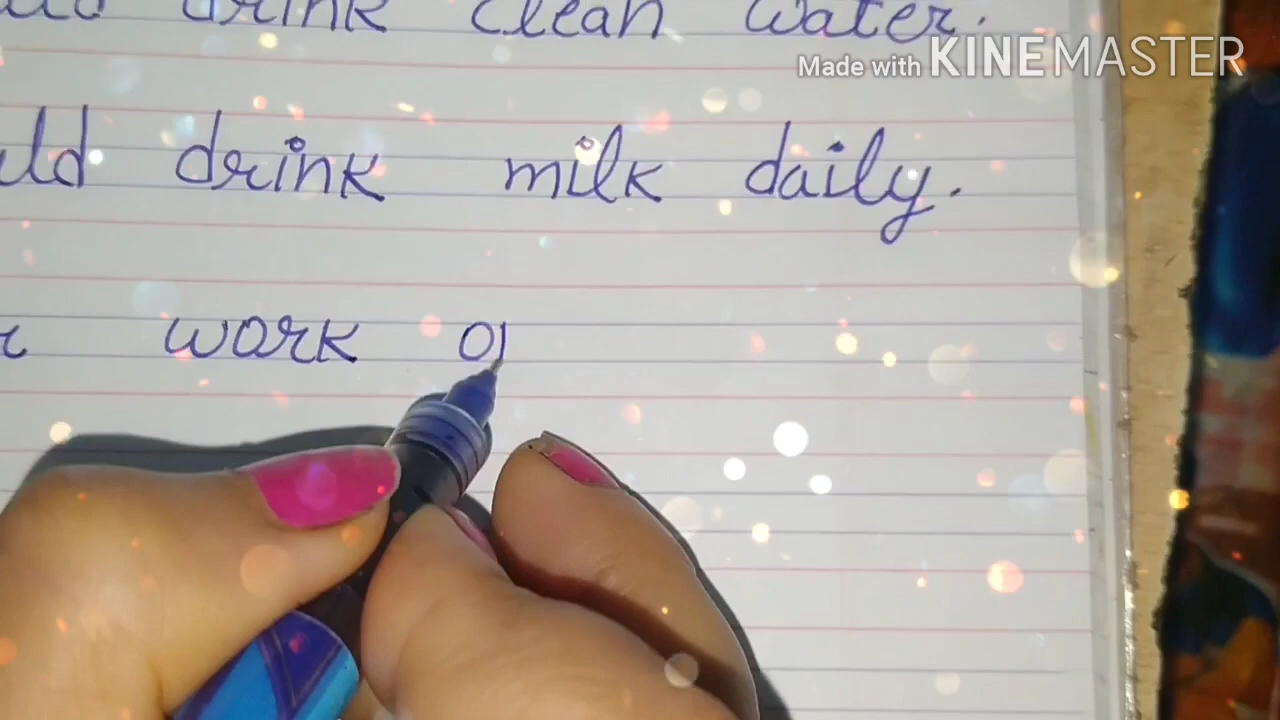 drink clean water.
Made with KINEMASTER
drink milk daily.
work